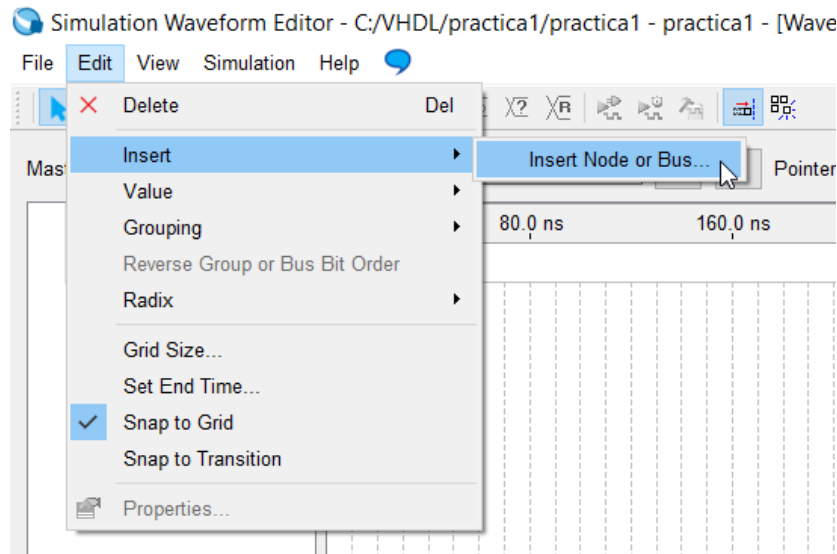 Simulation Waveform Editor - C:/VHDL/practica1/practica1 - practica1 - [Wave
File Edit View Simulation Help
Delete Del
Insert Insert Node or Bus... Pointer
Mas
Value
Grouping 80.0 ns 160.0 ns
Reverse Group or Bus Bit Order
Radix
Grid Size...
Set End Time...
Snap to Grid
Snap to Transition
Properties...